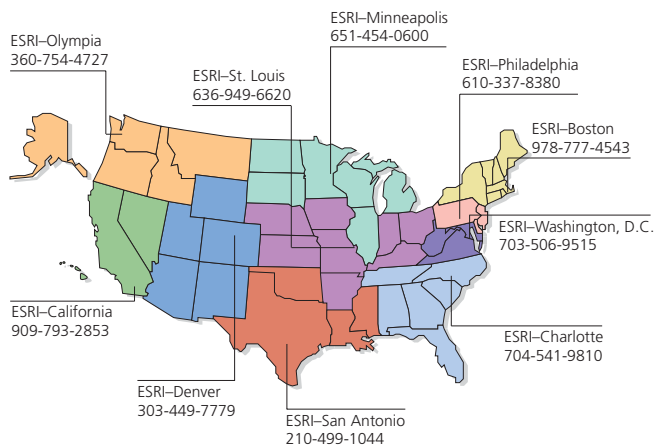 ESRI–Minneapolis
651-454-0600
ESRI–Olympia
360-754-4727
ESRI–St. Louis
636-949-6620
ESRI–Philadelphia
610-337-8380
ESRI–Boston
978-777-4543
ESRI–Washington, D.C.
703-506-9515
ESRI–California
909-793-2853
ESRI–Charlotte
704-541-9810
ESRI–Denver
303-449-7779
ESRI–San Antonio
210-499-1044